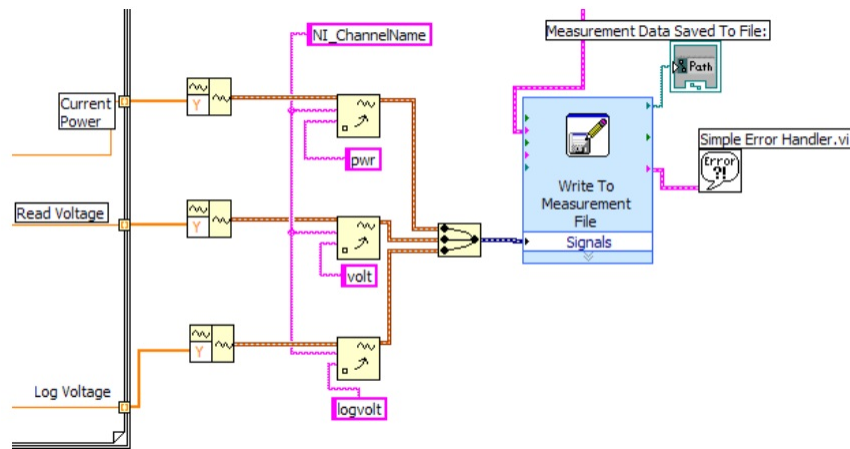 NI_ChannelName
Measurement Data Saved To File:
Path
Current
Power
Y
pwr
Simple Error Handler.vi
Error
?!
Write To
Measurement
File
Signals
Read Voltage
Y
volt
Y
Log Voltage
logvolt